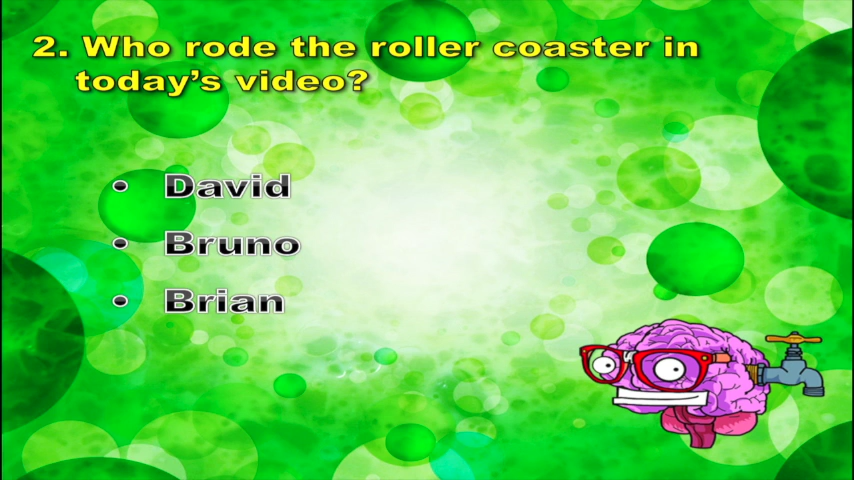 2. Who rode the roller coaster in
today's video?
• David
• Bruno
• Brian